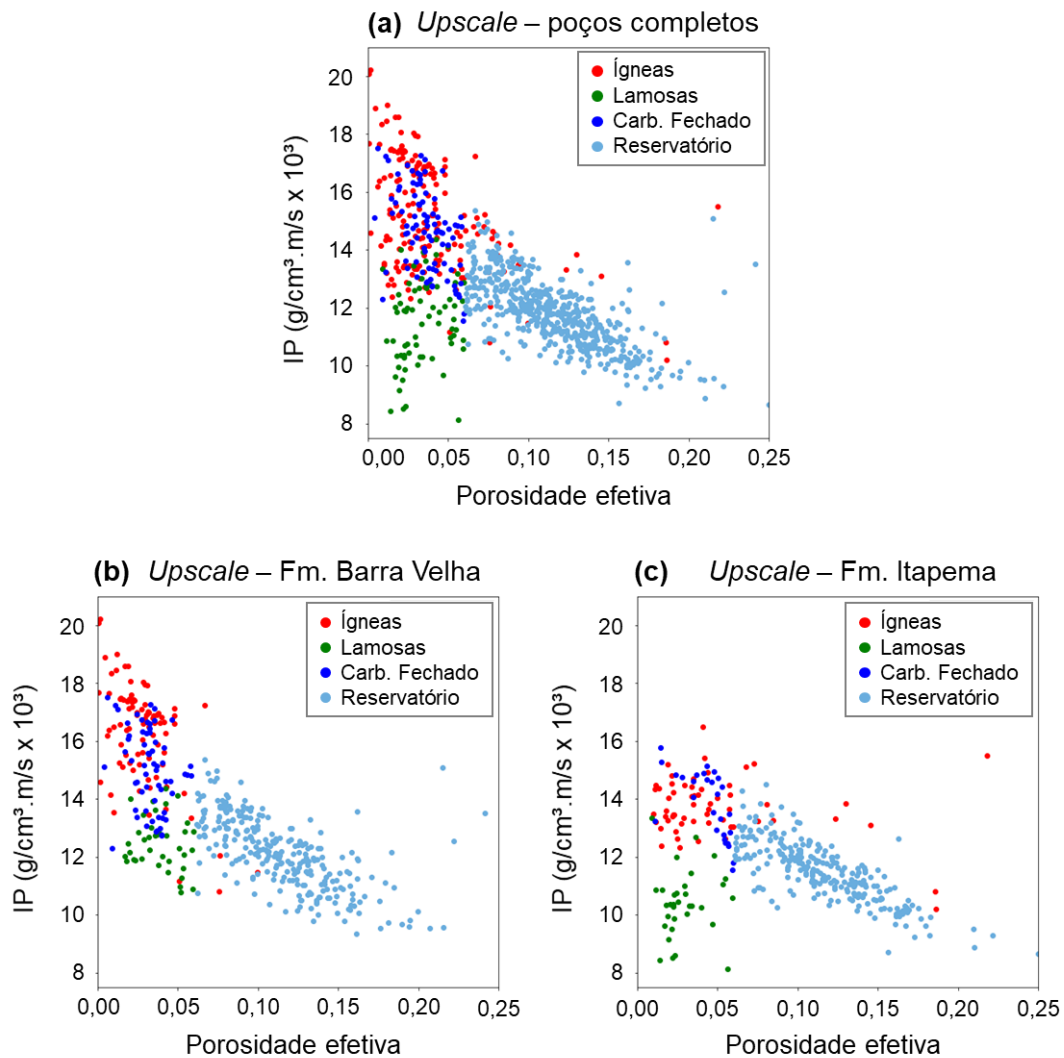 (a) Upscale – poços completos
20
18
16
14
12
10
8
IP (g/cm³.m/s x 10³)
Ígneas
Lamosas
Carb. Fechado
Reservatório
0,00 0,05 0,10 0,15 0,20 0,25
Porosidade efetiva
(b) Upscale – Fm. Barra Velha
20
18
16
14
12
10
8
IP (g/cm³.m/s x 10³)
Ígneas
Lamosas
Carb. Fechado
Reservatório
0,00 0,05 0,10 0,15 0,20 0,25
Porosidade efetiva
(c) Upscale – Fm. Itapema
20
18
16
14
12
10
8
IP (g/cm³.m/s x 10³)
Ígneas
Lamosas
Carb. Fechado
Reservatório
0,00 0,05 0,10 0,15 0,20 0,25
Porosidade efetiva